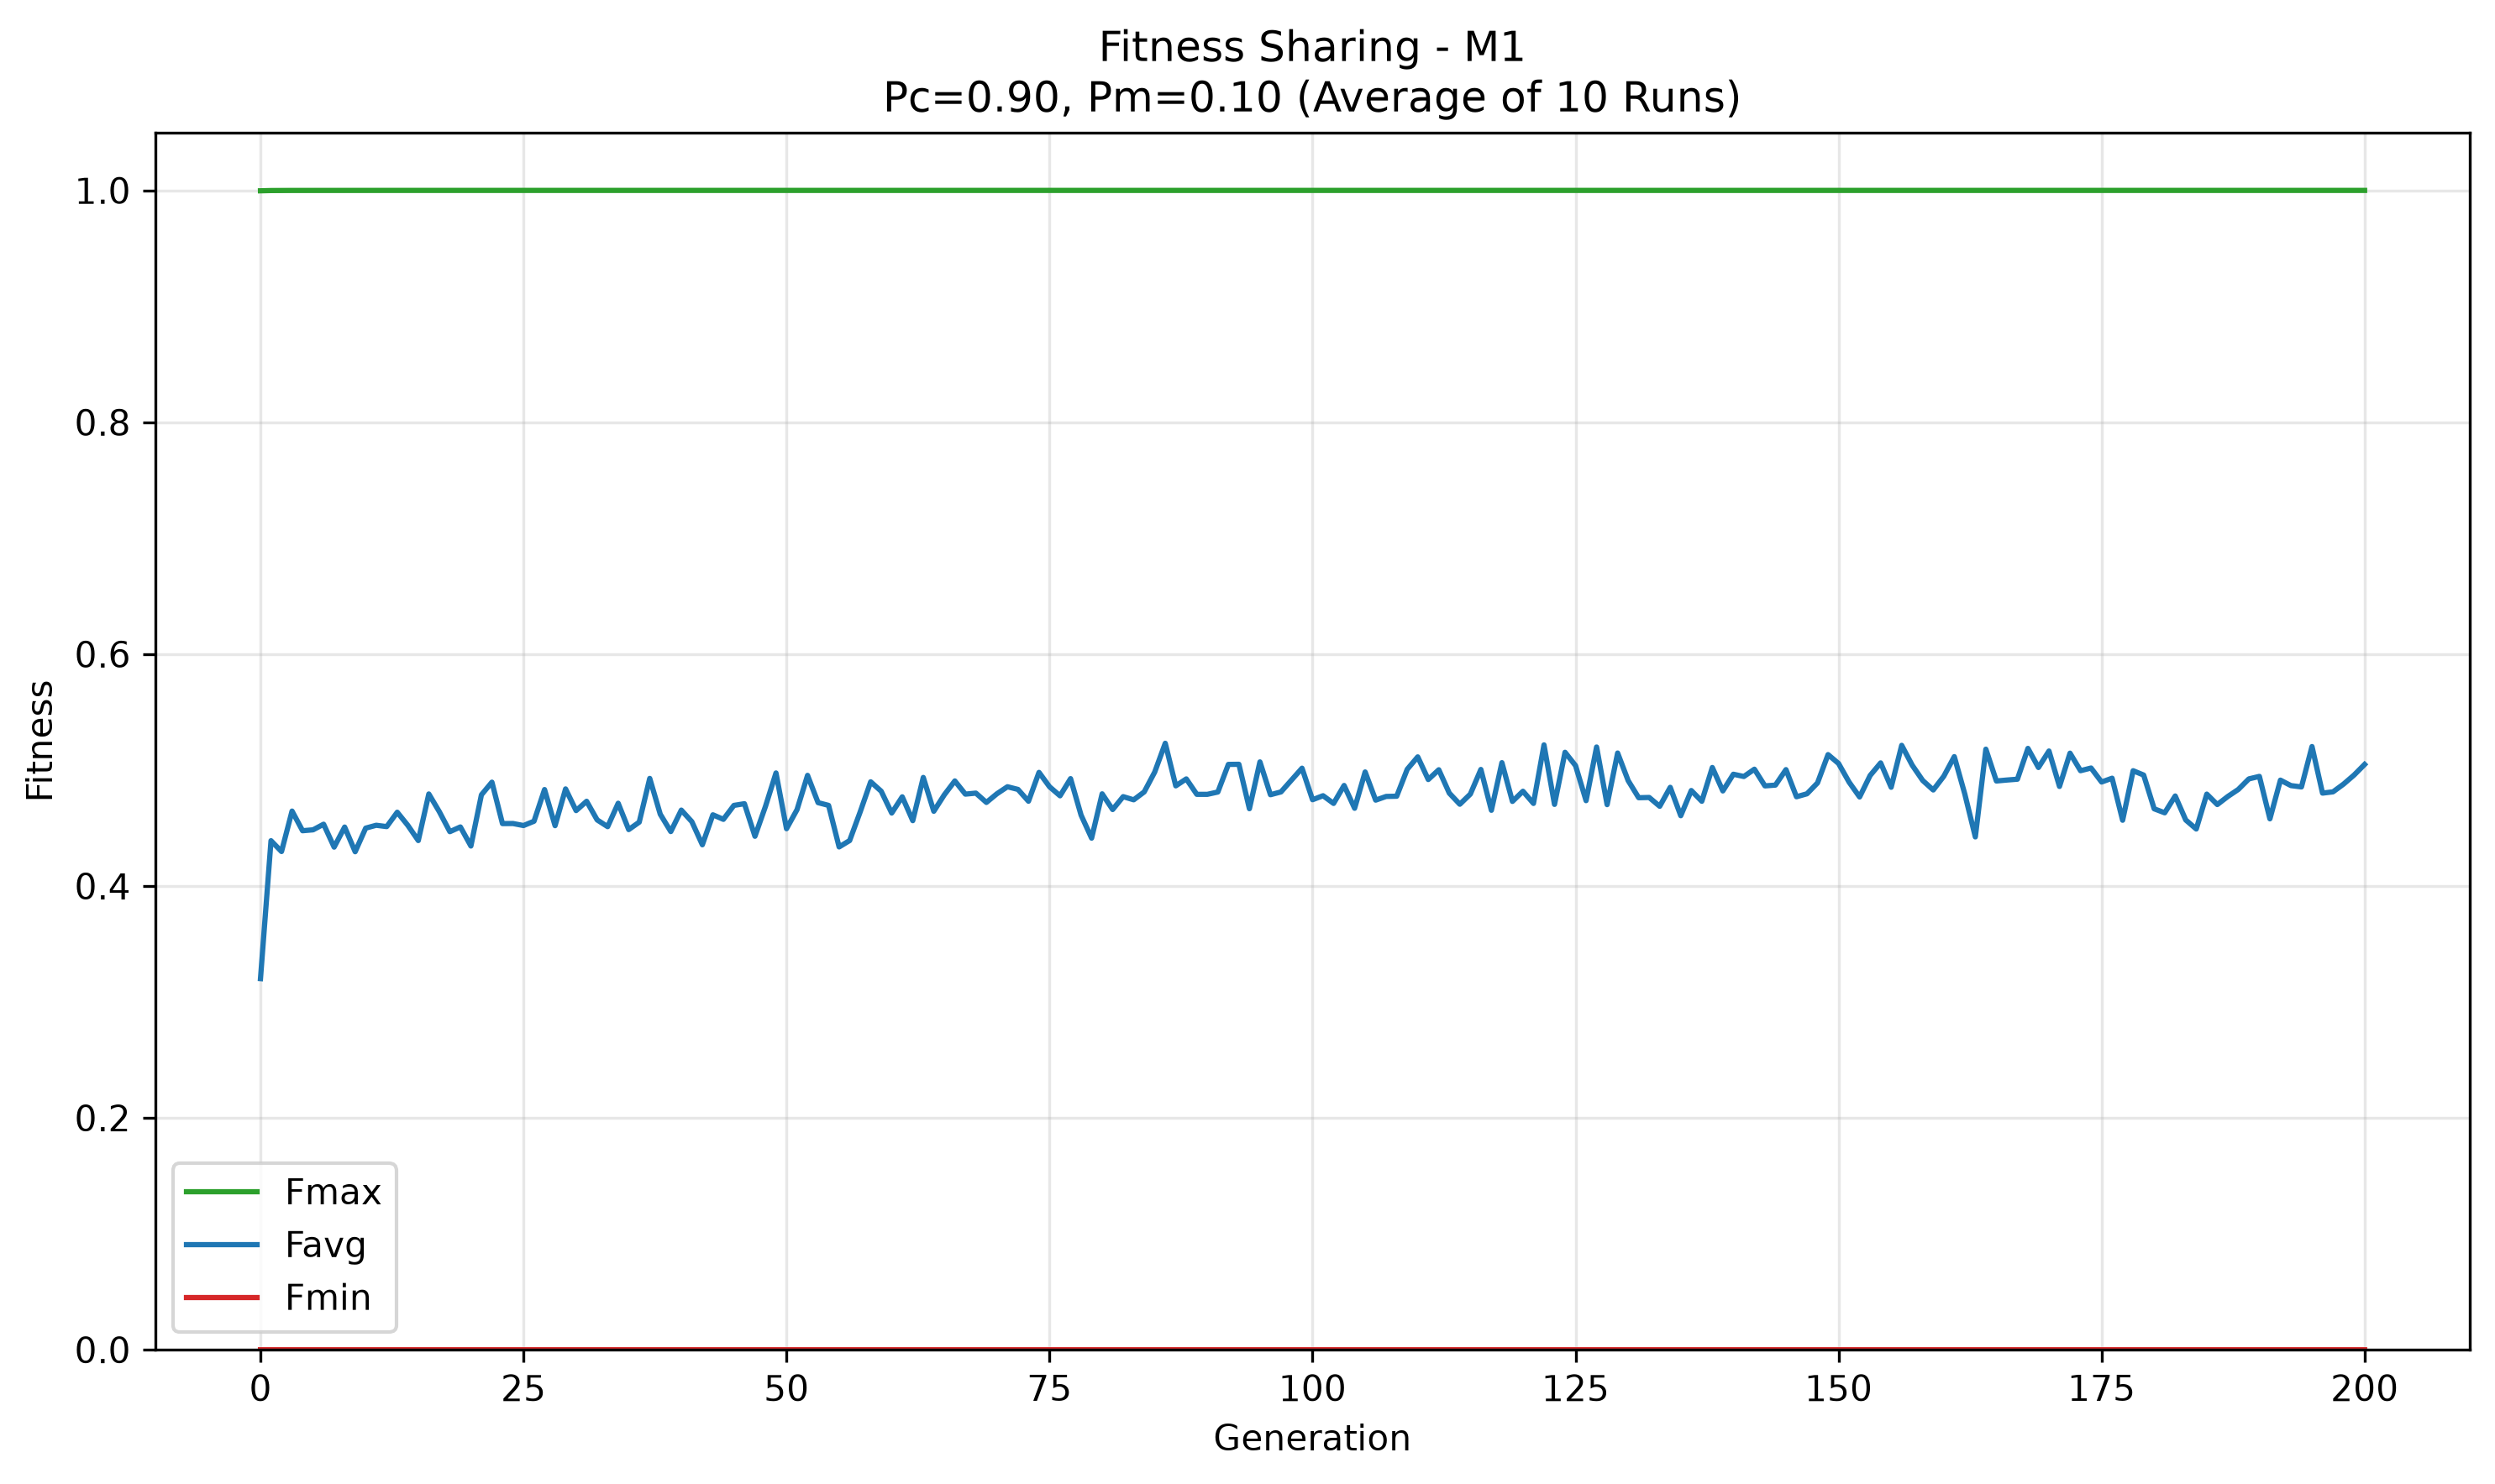 Fitness Sharing - M1
Pc=0.90, Pm=0.10 (Average of 10 Runs)
Fitness
1.0
0.8
0.6
0.4
0.2
0.0
Fmax
Favg
Fmin
0 25 50 75 100 125 150 175 200
Generation